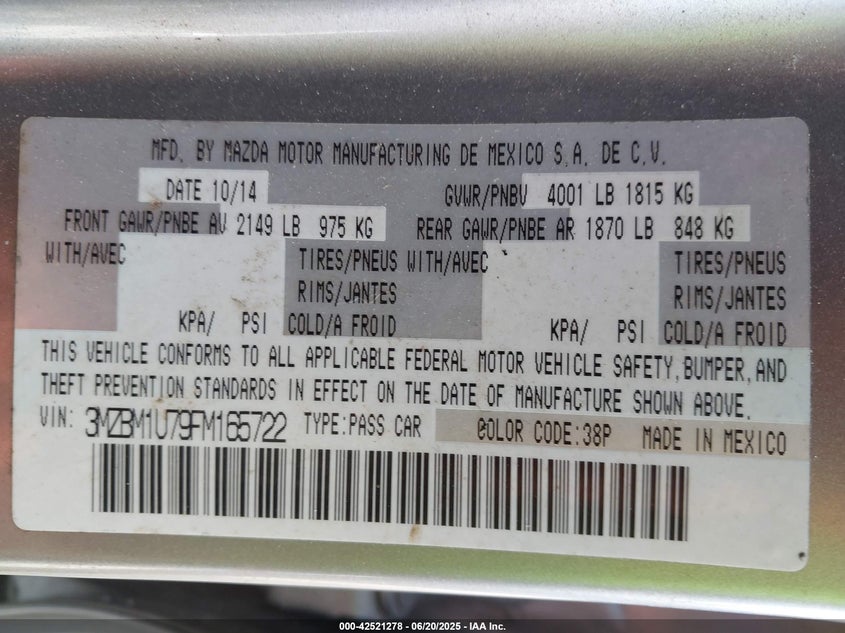 MFD. BY MAZDA MOTOR MANUFACTURING DE MEXICO S.A. DE C.V.
DATE 10/14 GVWR/PNBV 4001 LB 1815 KG
FRONT GAWR/PNBE AV 2149 LB 975 KG REAR GAWR/PNBE AR 1870 LB 848 KG
WITH/AVEC TIRES/PNEUS WITH/AVEC TIRES/PNEUS
RIMS/JANTES RIMS/JANTES
KPA/ PSI COLD/A FROID KPA/ PSI COLD/A FROID
THIS VEHICLE CONFORMS TO ALL APPLICABLE FEDERAL MOTOR VEHICLE SAFETY, BUMPER, AND
THEFT PREVENTION STANDARDS IN EFFECT ON THE DATE OF MANUFACTURE SHOWN ABOVE.
VIN: 3MZBM1U79FM165722 TYPE:PASS CAR COLOR CODE:38P MADE IN MEXICO
000-42521278 - 06/20/2025 - IAA Inc.